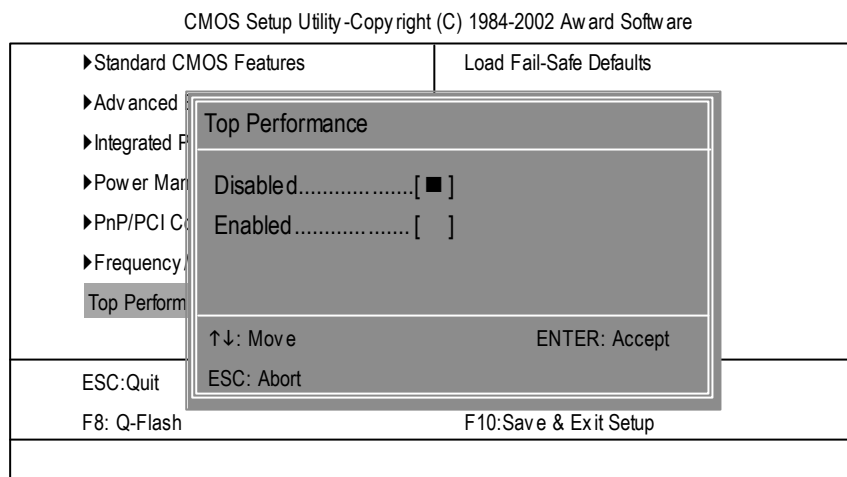 CMOS Setup Utility-Copyright (C) 1984-2002 Award Software
▶Standard CMOS Features Load Fail-Safe Defaults
▶Advanced
▶Integrated
▶Power
▶PnP/PCI
▶Frequency/
Top
Top Performance
Disabled...................[ ■ ]
Enabled...................[ ]
↑↓: Move ENTER: Accept
ESC: Abort
ESC:Quit
F8: Q-Flash F10:Save & Exit Setup